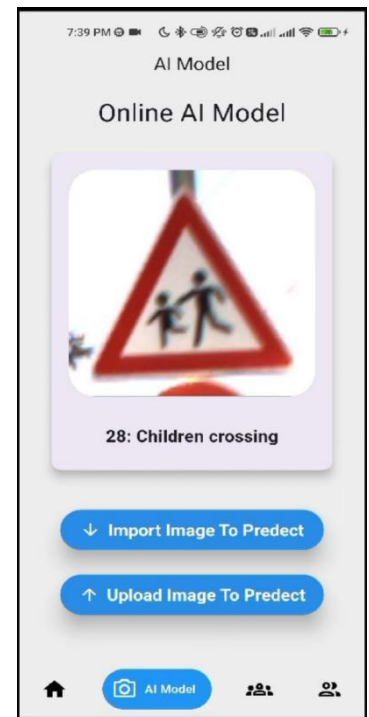 7:39 PM
AI Model
Online AI Model
28: Children crossing
Import Image To Predect
Upload Image To Predect
AI Model